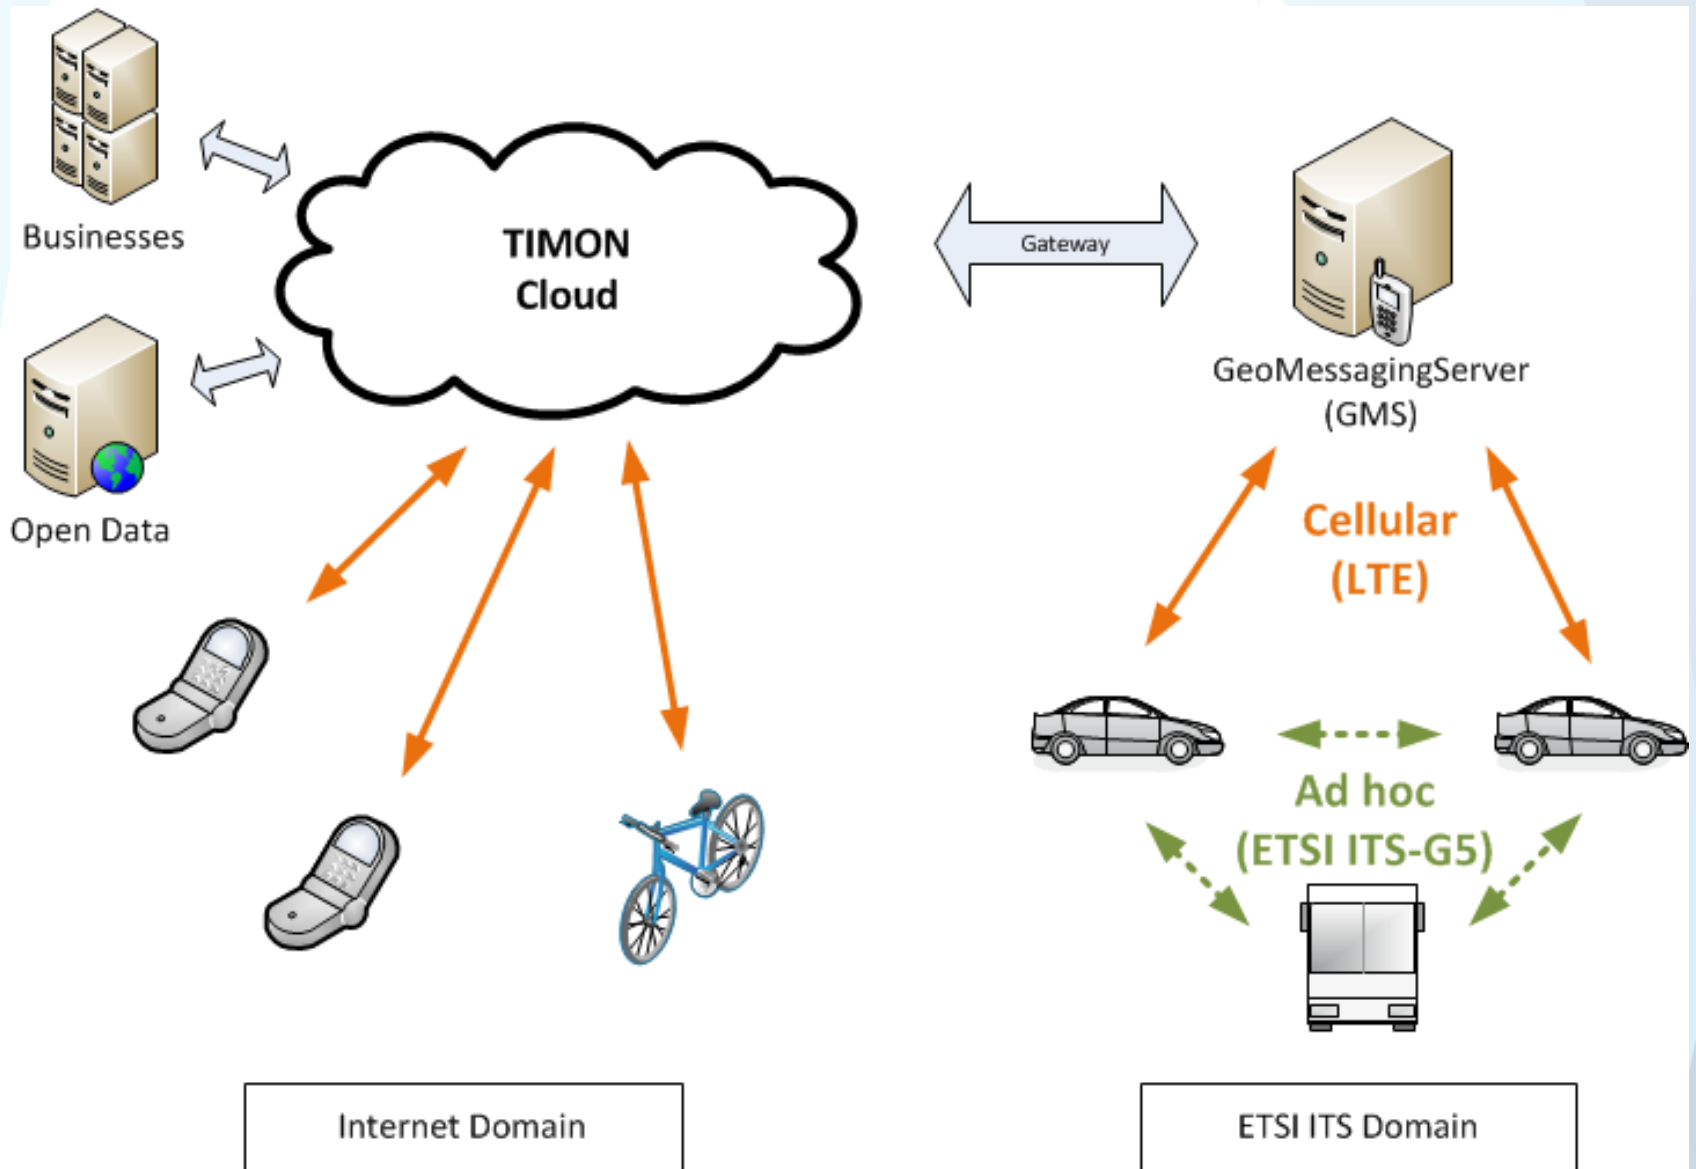 Businesses
TIMON
Cloud
Gateway
Open Data
GeoMessagingServer
(GMS)
Cellular
(LTE)
Ad hoc
(ETSI ITS-G5)
Internet Domain
ETSI ITS Domain